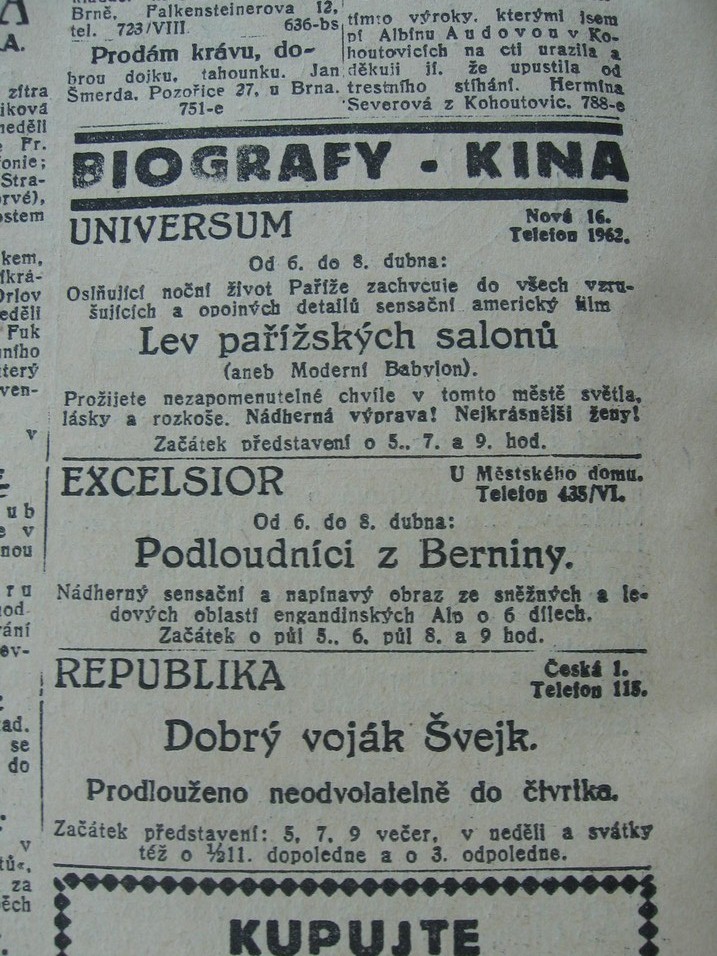 Brně, Falkensteinerova 12,
tel. 723/VIII. 636-bs
Prodám krávu, do-
brou dojku, tahounku. Jan
Šmerda, Pozořice 27, u Brna.
751-e
tímto výroky, kterými jsem
pí Albínu Audovou v Ko-
houtovicích na cti urazila a
děkuji jí, že upustila od
trestního stíhání. Hermína
Severová z Kohoutovic. 788-e
BIOGRAFY • KINA
UNIVERSUM
Nová 16.
Telefon 1962.
Od 6. do 8. dubna:
Oslňující noční život Paříže zachycuje do všech vzru-
šujících a opojných detailů sensační americký film
Lev pařížských salonů
(aneb Moderní Babylon).
Prožijete nezapomenutelné chvíle v tomto městě světla,
lásky a rozkoše. Nádherná výprava! Nejkrásnější ženy!
Začátek představení o 5., 7. a 9. hod.
EXCELSIOR
U Městského domu.
Telefon 435/VI.
Od 6. do 8. dubna:
Podloudníci z Berniny.
Nádherný sensační a napínavý obraz ze sněžných a le-
dových oblastí engandinských Alp o 6 dílech.
Začátek o půl 5., 6. půl 8. a 9 hod.
REPUBLIKA
Česká 1.
Telefon 115.
Dobrý voják Švejk.
Prodlouženo neodvolatelně do čtvrtka.
Začátek představení: 5, 7, 9 večer, v neděli a svátky
též o ½11. dopoledne a o 3. odpoledne.
KUPUJTE